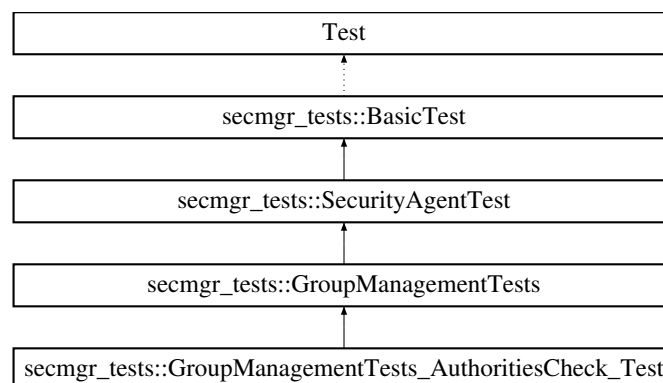 Test
secmgr_tests::BasicTest
secmgr_tests::SecurityAgentTest
secmgr_tests::GroupManagementTests
secmgr_tests::GroupManagementTests_AuthoritiesCheck_Test